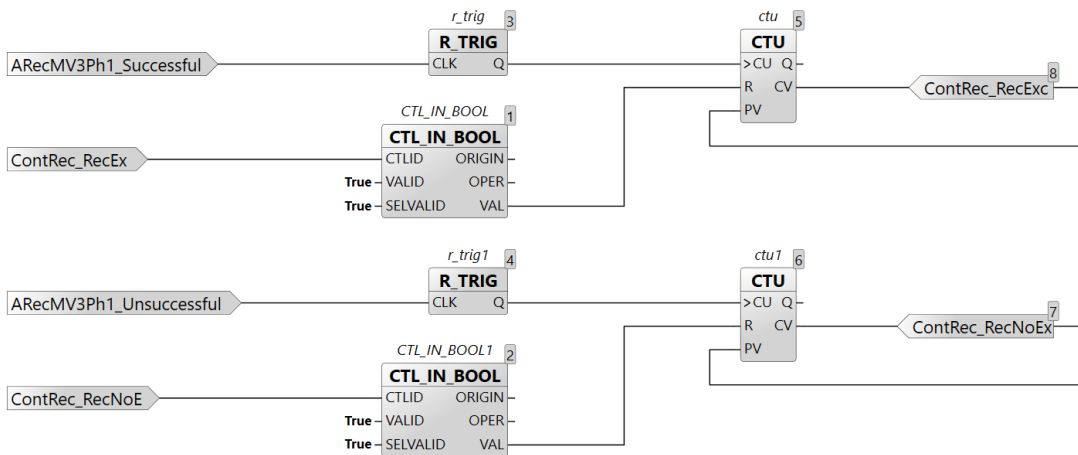 r_trig
3
R_TRIG
CLK Q
ARecMV3Ph1_Successful
ctu
5
CTU
>CU Q
R CV
PV
8
ContRec_RecExc
CTL_IN_BOOL
1
CTL_IN_BOOL
CTLID ORIGIN
True VALID OPER
True SELVALID VAL
ContRec_RecEx
r_trig1
4
R_TRIG
CLK Q
ARecMV3Ph1_Unsuccessful
ctu1
6
CTU
>CU Q
R CV
PV
7
ContRec_RecNoEx
CTL_IN_BOOL1
2
CTL_IN_BOOL
CTLID ORIGIN
True VALID OPER
True SELVALID VAL
ContRec_RecNoE